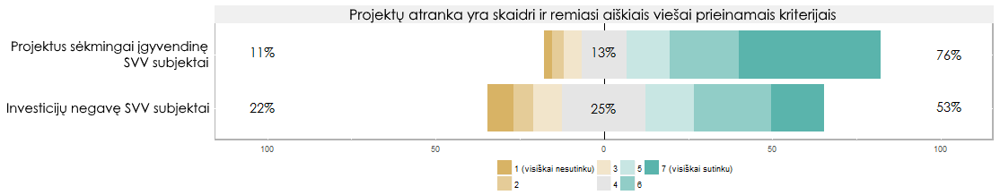 Projektų atranka yra skaidri ir remiasi aiškiais viešai prieinamais kriterijais
Projektus sėkmingai įgyvendinę
SVV subjektai
11%
13%
76%
Investicijų negavę SVV subjektai
22%
25%
53%
100
50
0
50
100
1 (visiškai nesutinku)
3
5
7 (visiškai sutinku)
2
4
6